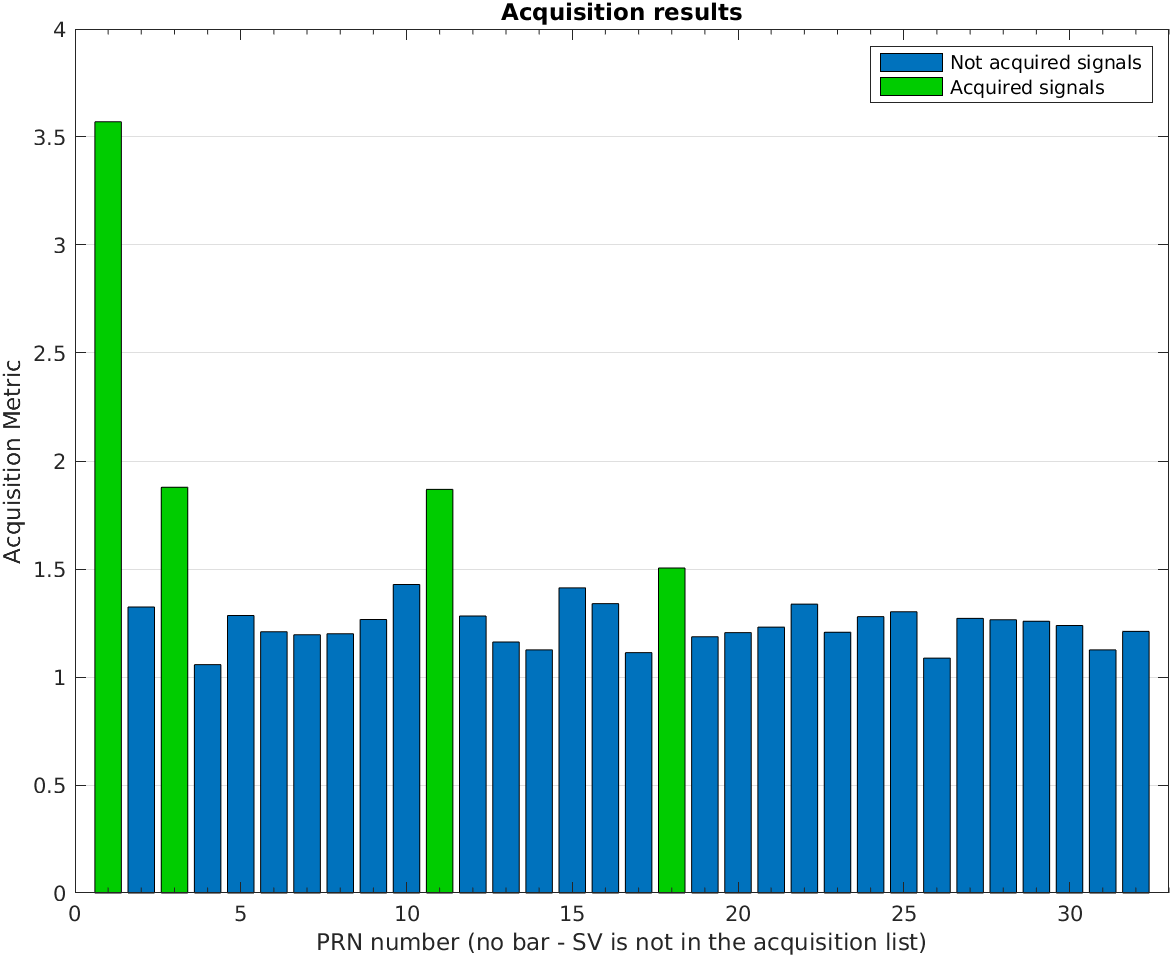 Acquisition results
Not acquired signals
Acquired signals
Acquisition Metric
4
3.5
3
2.5
2
1.5
1
0.5
0
0 5 10 15 20 25 30
PRN number (no bar - SV is not in the acquisition list)